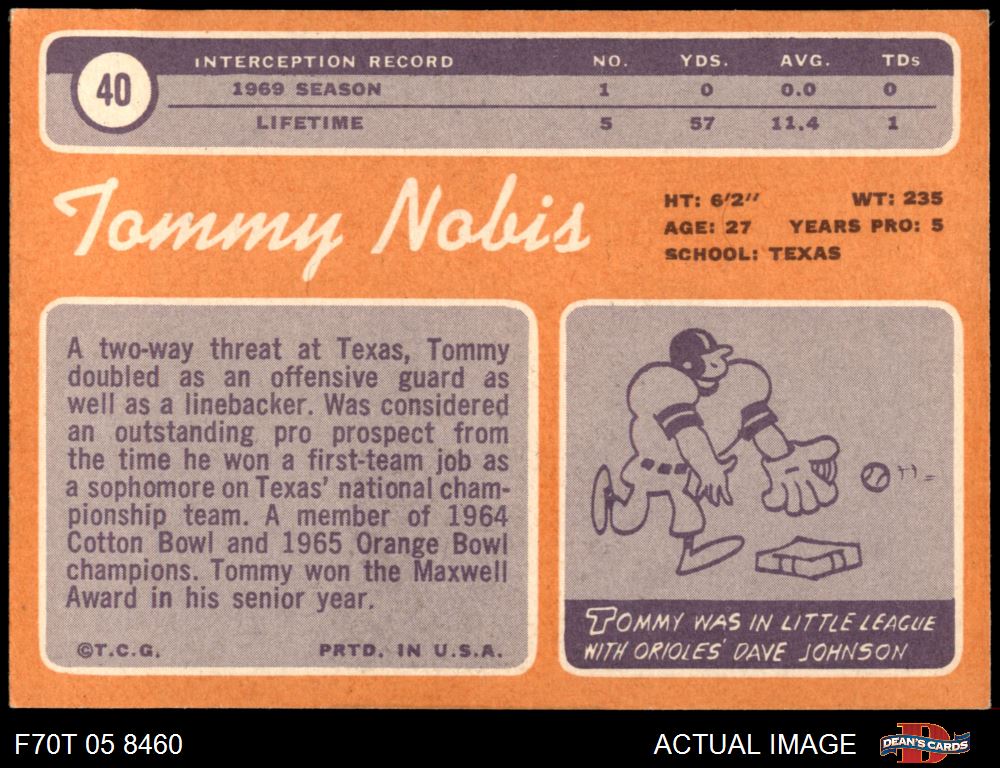 40
INTERCEPTION RECORD NO. YDS. AVG. TDs
1969 SEASON 1 0 0.0 0
LIFETIME 5 57 11.4 1
Tommy Nobis
HT: 6'2" WT: 235
AGE: 27 YEARS PRO: 5
SCHOOL: TEXAS
A two-way threat at Texas, Tommy
doubled as an offensive guard as
well as a linebacker. Was considered
an outstanding pro prospect from
the time he won a first-team job as
a sophomore on Texas' national cham-
pionship team. A member of 1964
Cotton Bowl and 1965 Orange Bowl
champions. Tommy won the Maxwell
Award in his senior year.
©T.C.G. PRTD. IN U.S.A.
TOMMY WAS IN LITTLE LEAGUE
WITH ORIOLES' DAVE JOHNSON
F70T 05 8460 ACTUAL IMAGE
D
DEAN'S CARDS